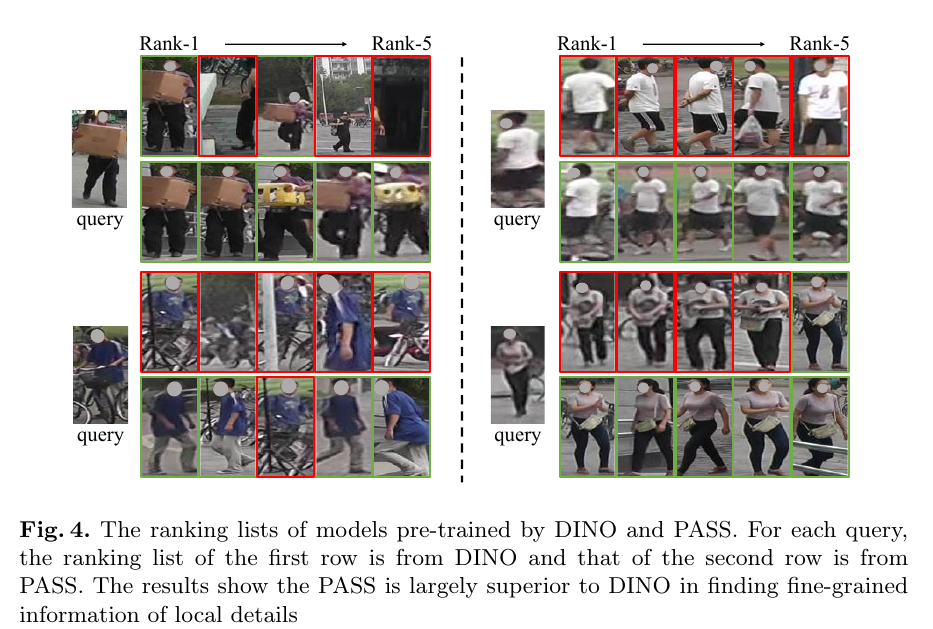 Rank-1 Rank-5 Rank-1 Rank-5
query query
query query
Fig. 4. The ranking lists of models pre-trained by DINO and PASS. For each query,
the ranking list of the first row is from DINO and that of the second row is from
PASS. The results show the PASS is largely superior to DINO in finding fine-grained
information of local details